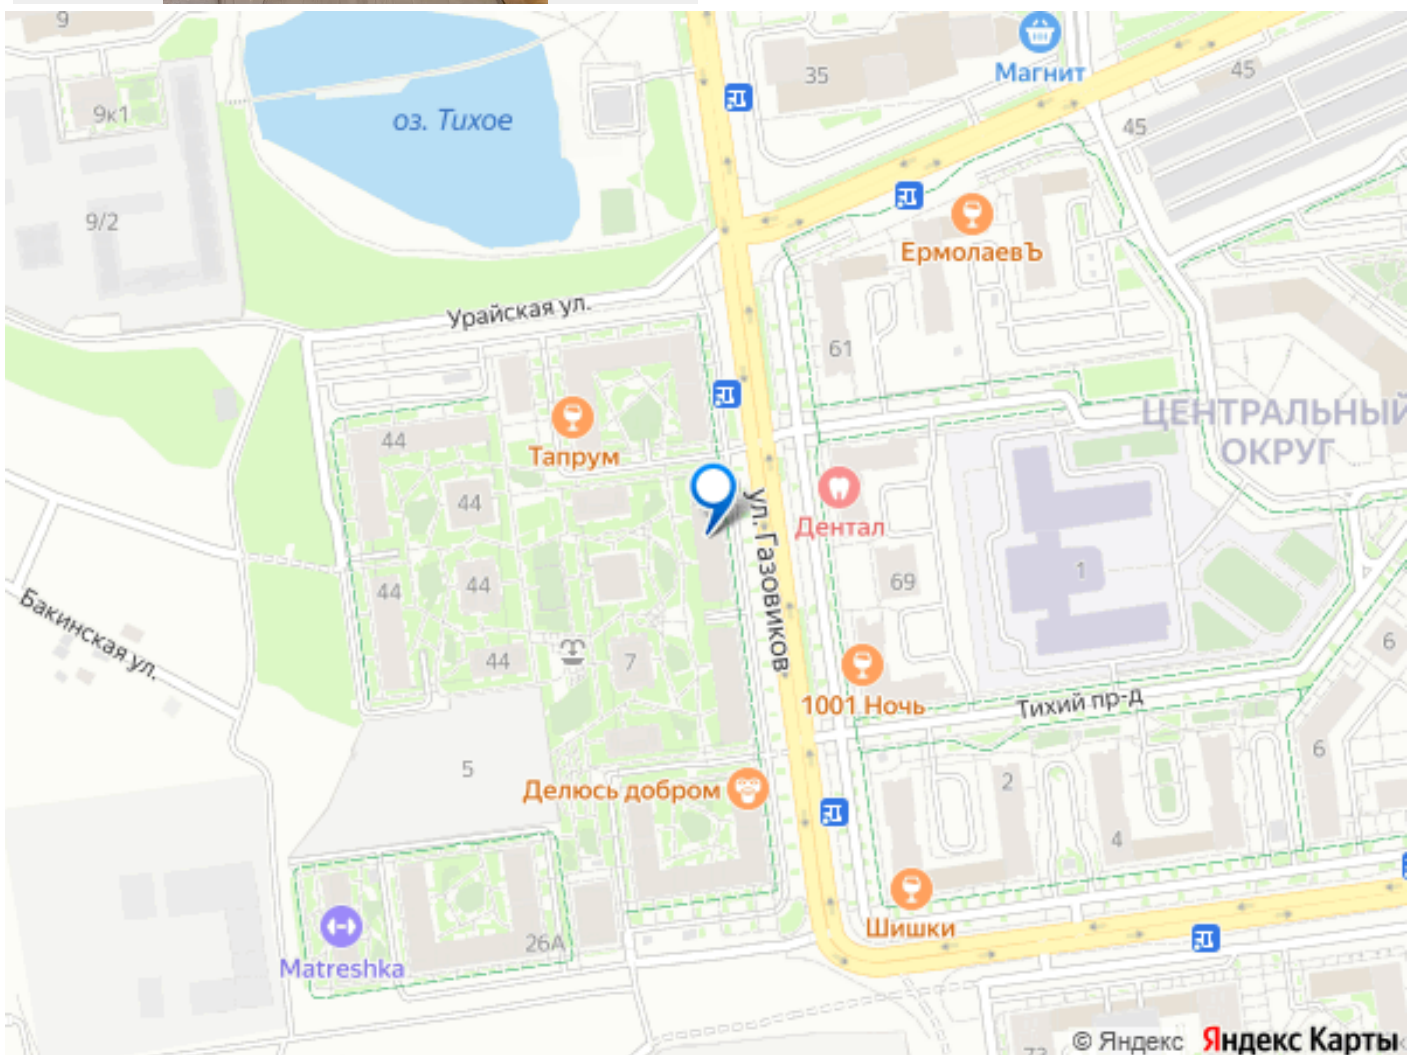 9
35
Магнит
45
9к1
оз. Тихое
45
9/2
ЕрмолаевЪ
Урайская ул.
61
44
Тапрум
ЦЕНТРАЛЬНЫЙ
ОКРУГ
44
ул. Газовиков
Дентал
44
44
69
1
Бакинская ул.
44
7
6
1001 Ночь
Тихий пр-д
6
5
Делюсь добром
2
4
Шишки
26А
Matreshka
© Яндекс Яндекс Карты